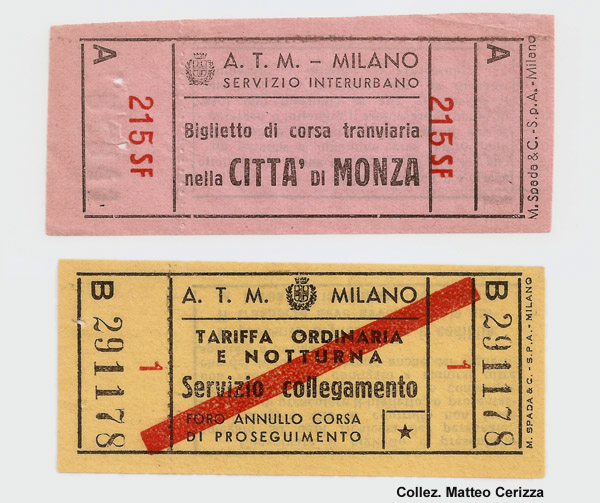 A
215 SF
A. T. M. – MILANO
SERVIZIO INTERURBANO
Biglietto di corsa tranviaria
nella CITTA' di MONZA
215 SF
A
M. Spada & C. - S.p.A. - Milano
B 291178
1
A. T. M. MILANO
TARIFFA ORDINARIA
E NOTTURNA
Servizio collegamento
FORO ANNULLO CORSA
DI PROSEGUIMENTO
1
B 291178
M. SPADA & C. - S.P.A. - MILANO
Collez. Matteo Cerizza